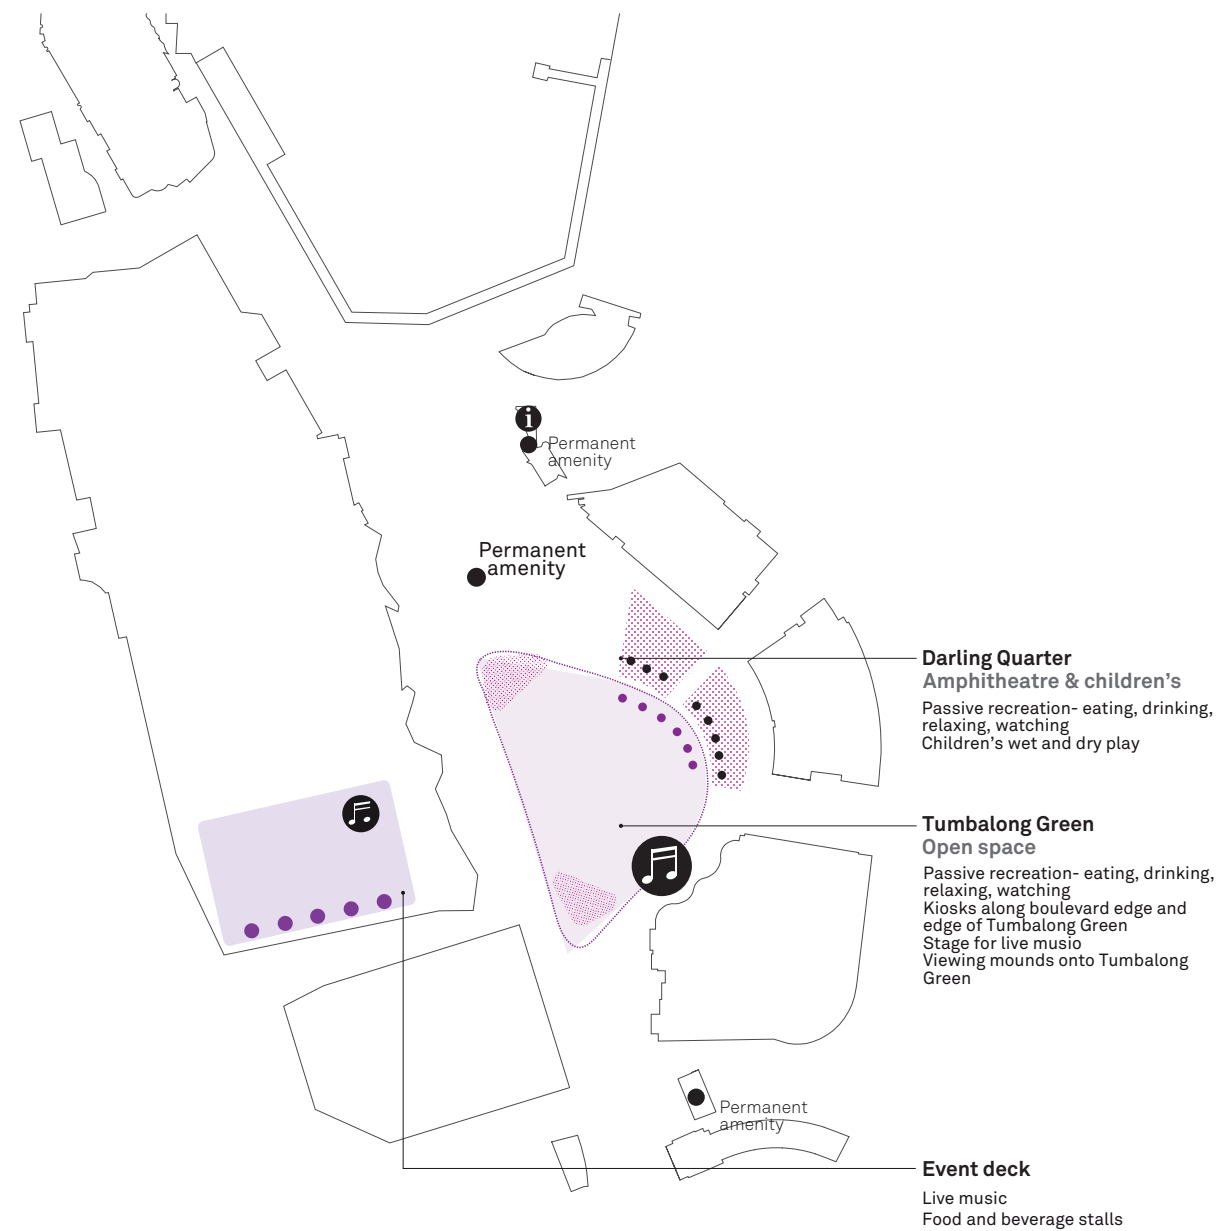 i
Permanent
amenity
Permanent
amenity
Darling Quarter
Amphitheatre & children's
Passive recreation- eating, drinking,
relaxing, watching
Children's wet and dry play
Tumbalong Green
Open space
Passive recreation- eating, drinking,
relaxing, watching
Kiosks along boulevard edge and
edge of Tumbalong Green
Stage for live musio
Viewing mounds onto Tumbalong
Green
Permanent
amenity
Event deck
Live music
Food and beverage stalls